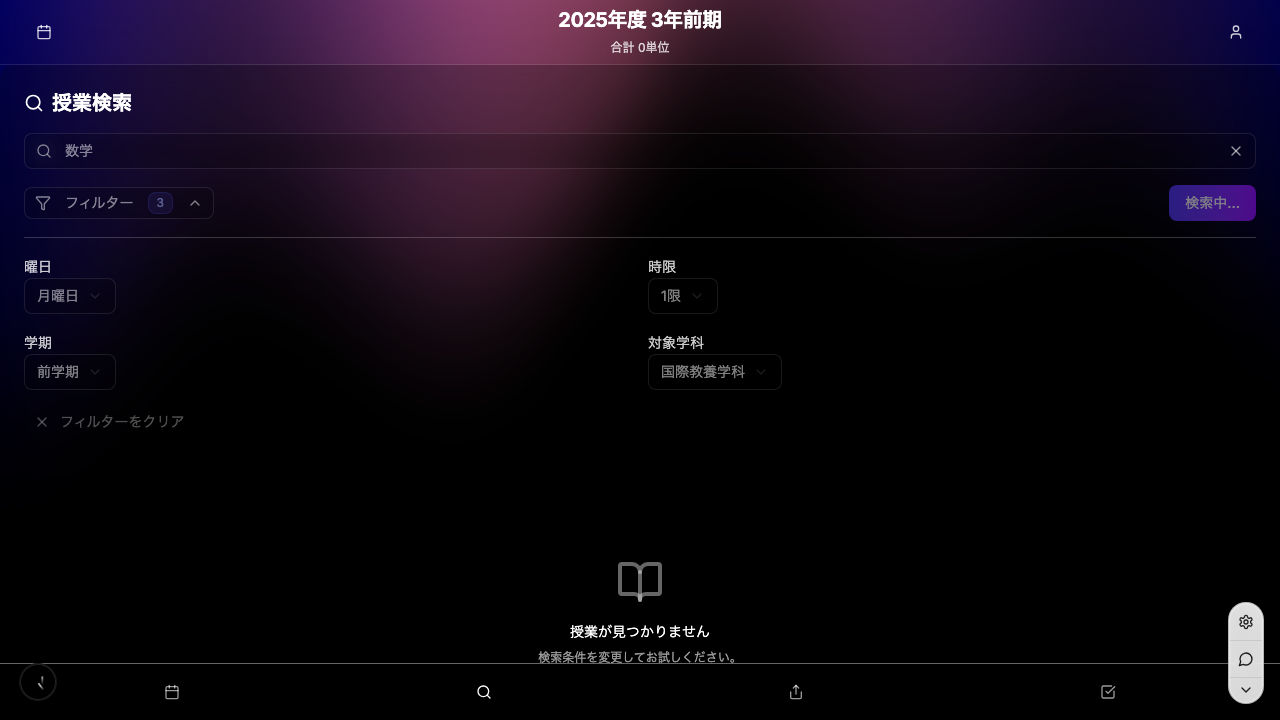 2025年度 3年前期
合計 0単位
授業検索
数学
フィルター 3
検索中...
曜日
月曜日
時限
1限
学期
前学期
対象学科
国際教養学科
フィルターをクリア
授業が見つかりません
検索条件を変更してお試しください。